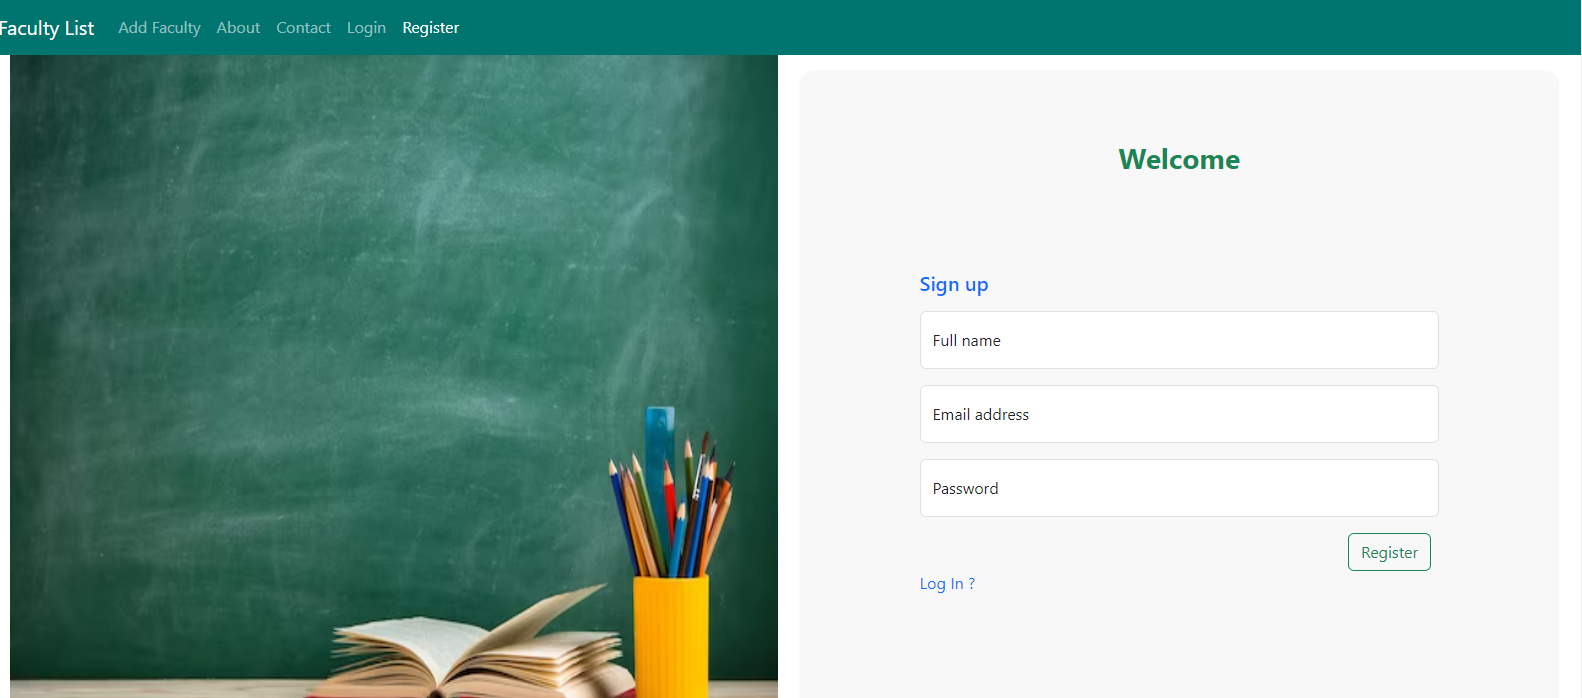 Faculty List Add Faculty About Contact Login Register
Welcome
Sign up
Full name
Email address
Password
Register
Log In ?